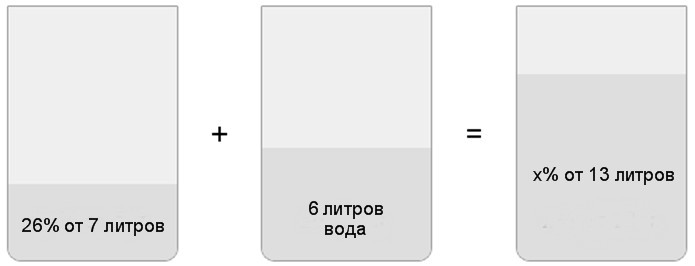 26% от 7 литров
+
6 литров
вода
=
x% от 13 литров